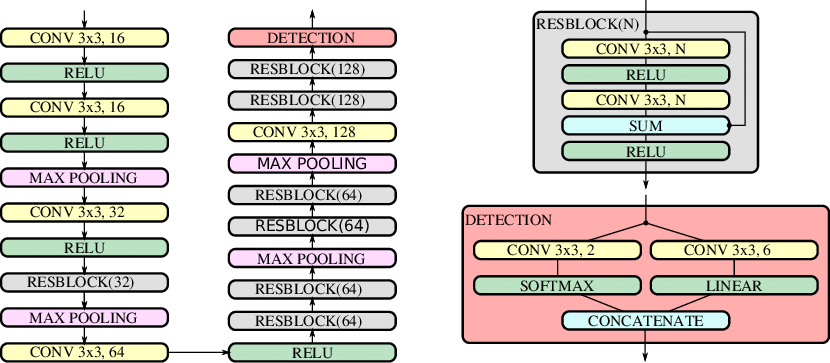 CONV 3x3, 16
RELU
CONV 3x3, 16
RELU
MAX POOLING
CONV 3x3, 32
RELU
RESBLOCK(32)
MAX POOLING
CONV 3x3, 64
DETECTION
RESBLOCK(128)
RESBLOCK(128)
CONV 3x3, 128
MAX POOLING
RESBLOCK(64)
RESBLOCK(64)
MAX POOLING
RESBLOCK(64)
RESBLOCK(64)
RELU
RESBLOCK(N)
CONV 3x3, N
RELU
CONV 3x3, N
SUM
RELU
DETECTION
CONV 3x3, 2
CONV 3x3, 6
SOFTMAX
LINEAR
CONCATENATE